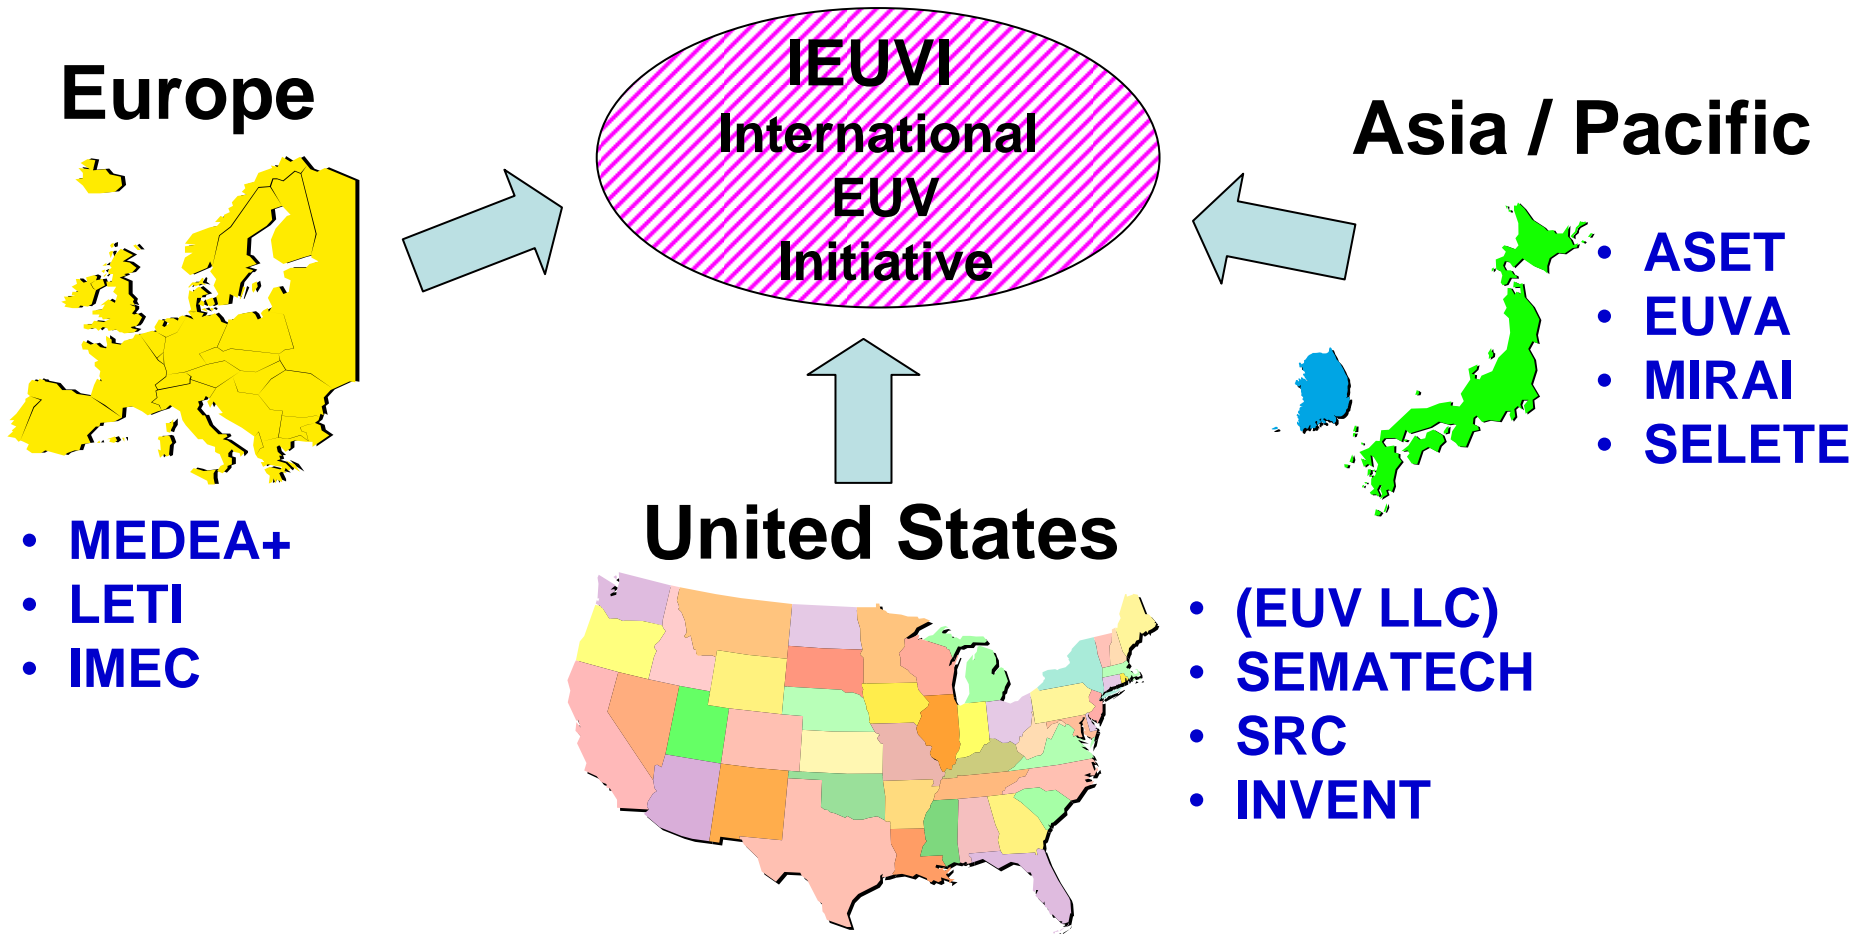 IEUVI
International
EUV
Initiative
Europe
• MEDEA+
• LETI
• IMEC
United States
• (EUV LLC)
• SEMATECH
• SRC
• INVENT
Asia / Pacific
• ASET
• EUVA
• MIRAI
• SELETE